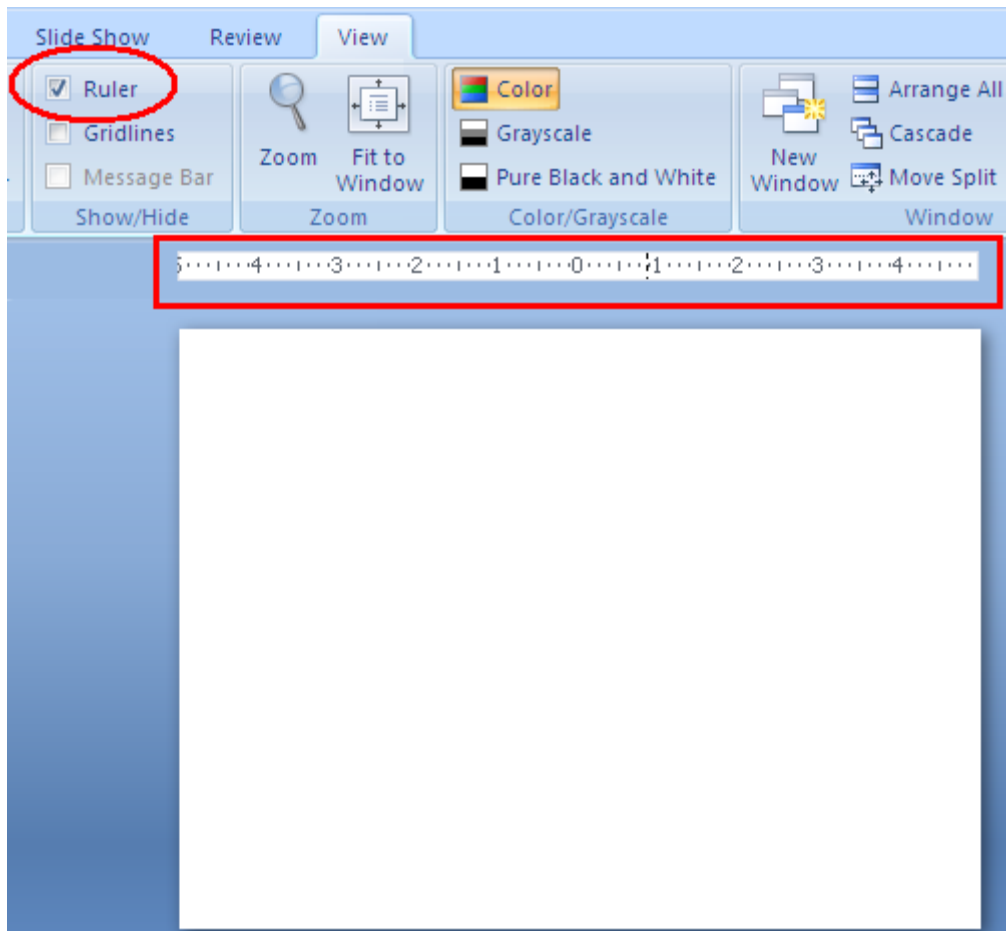 Slide Show Review View
Ruler
Gridlines
Message Bar
Show/Hide
Zoom
Fit to
Window
Zoom
Color
Grayscale
Pure Black and White
Color/Grayscale
New
Window
Arrange All
Cascade
Move Split
Window
5 4 3 2 1 0 1 2 3 4